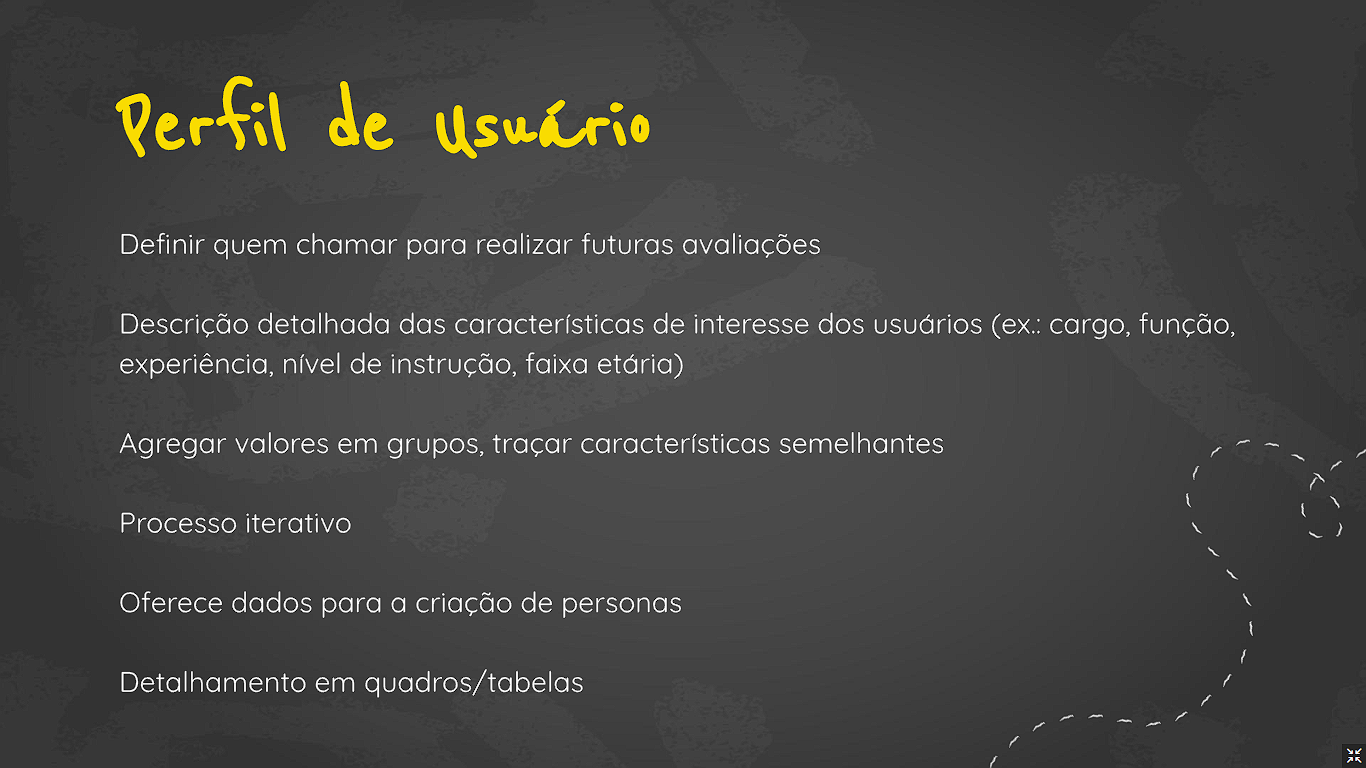 Perfil de Usuário
Definir quem chamar para realizar futuras avaliações
Descrição detalhada das características de interesse dos usuários (ex.: cargo, função,
experiência, nível de instrução, faixa etária)
Agregar valores em grupos, traçar características semelhantes
Processo iterativo
Oferece dados para a criação de personas
Detalhamento em quadros/tabelas